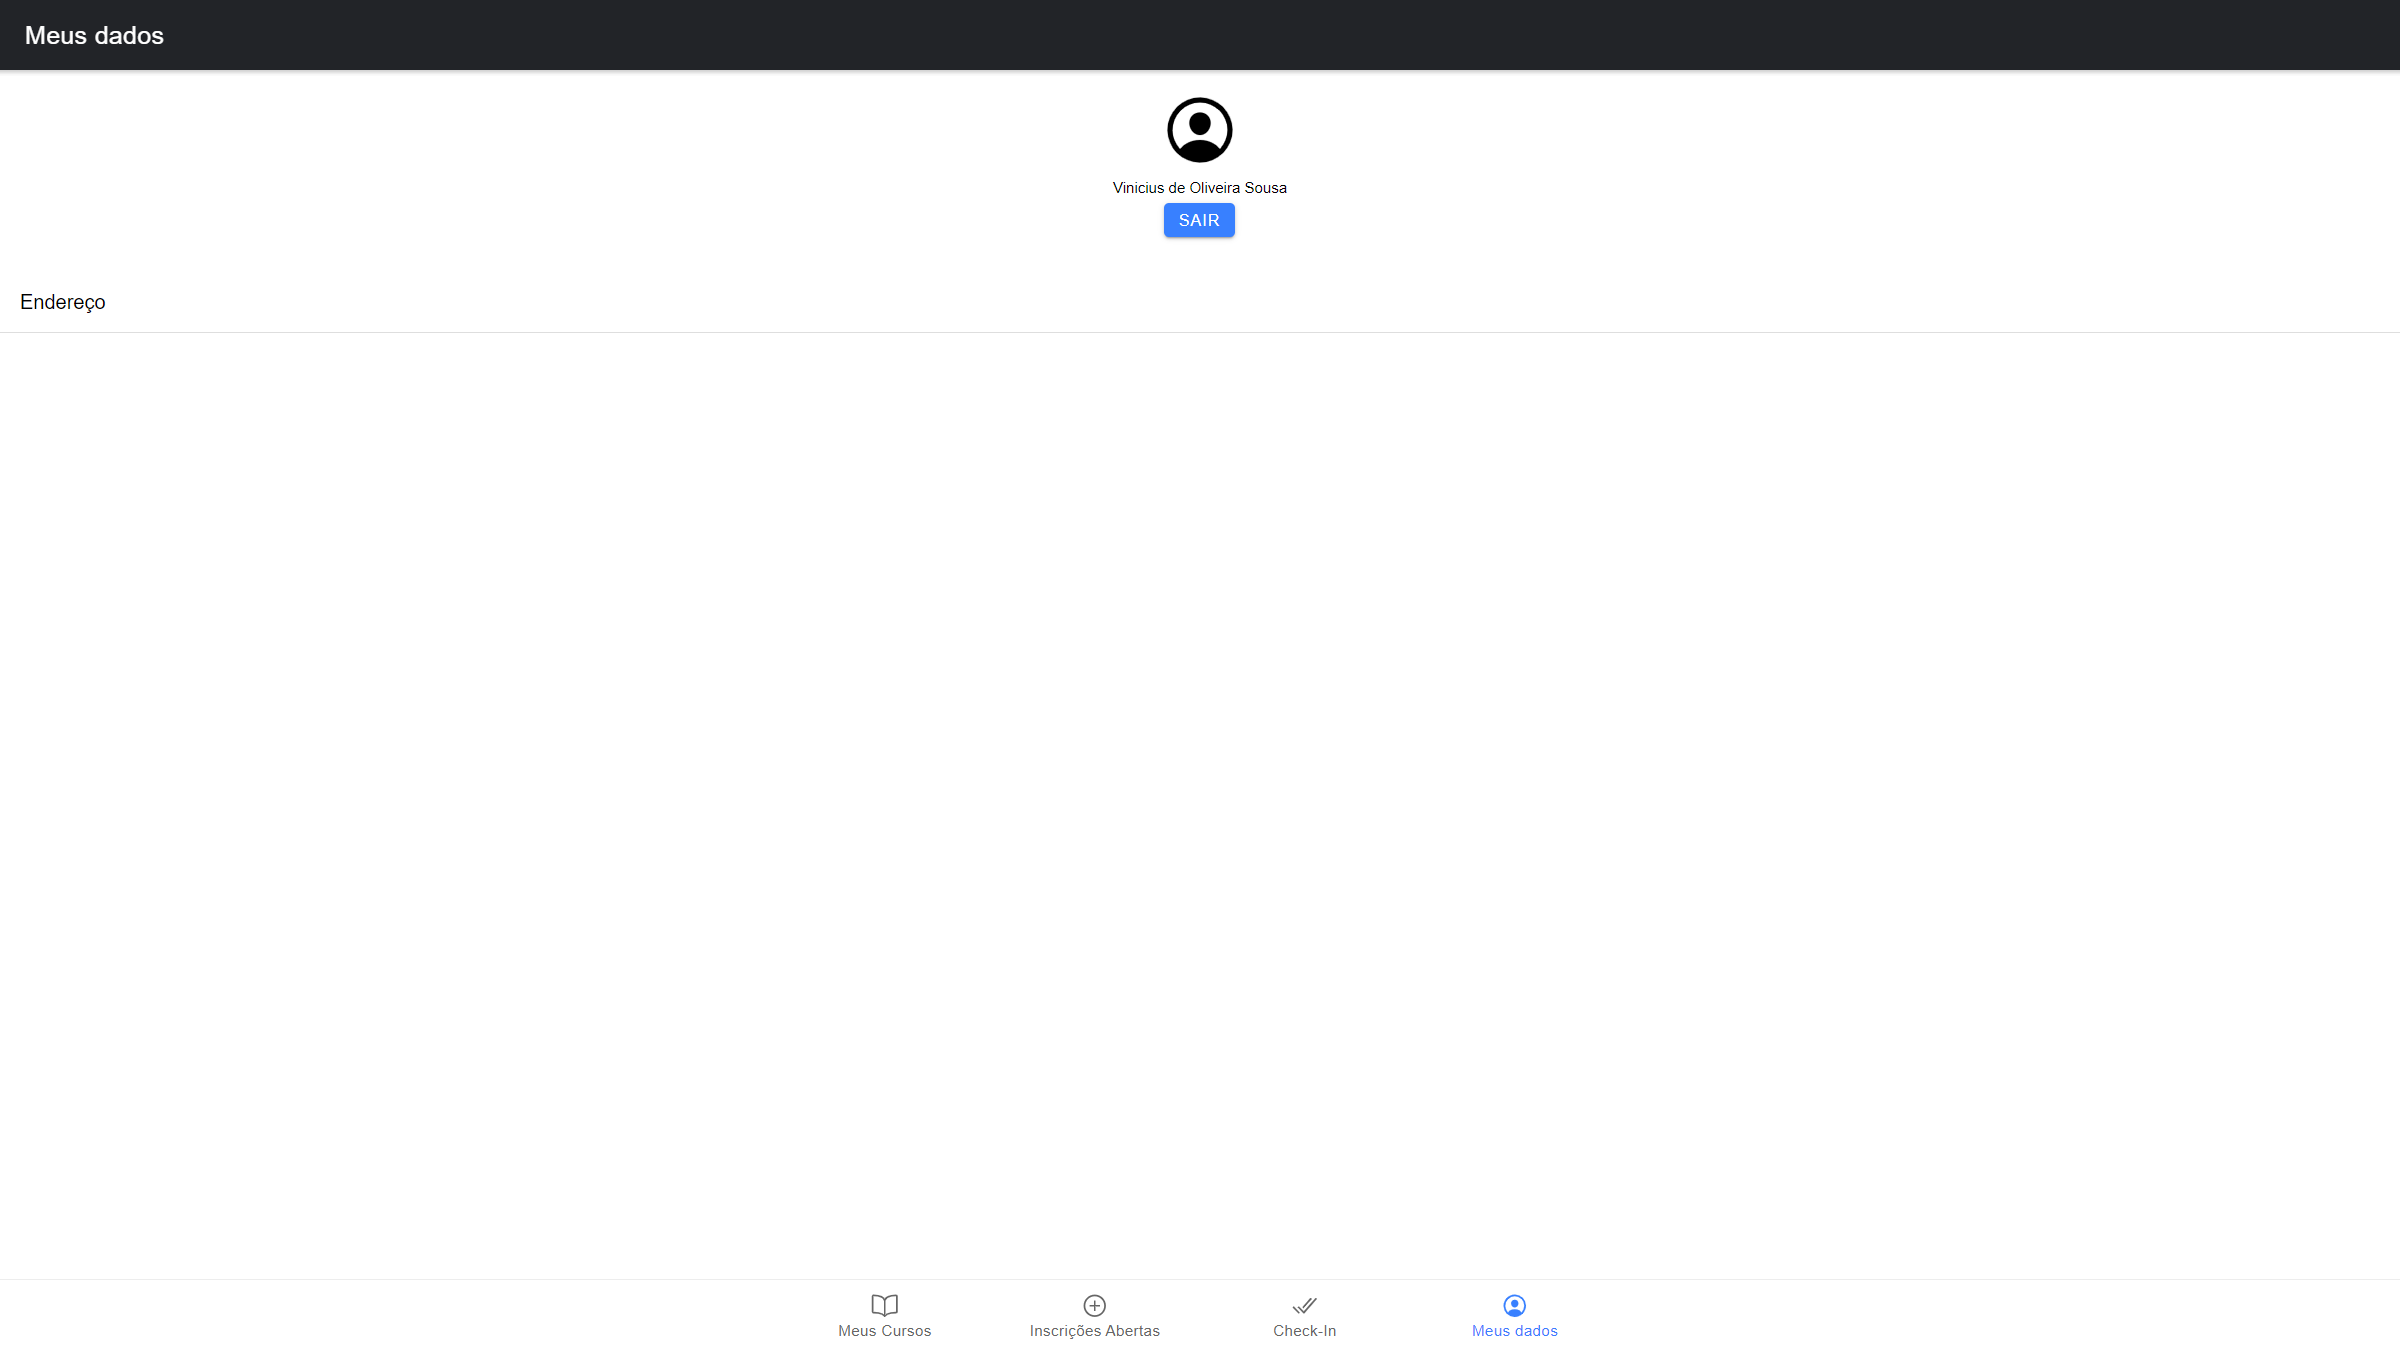 Meus dados
Vinicius de Oliveira Sousa
SAIR
Endereço
Meus Cursos
Inscrições Abertas
Check-In
Meus dados